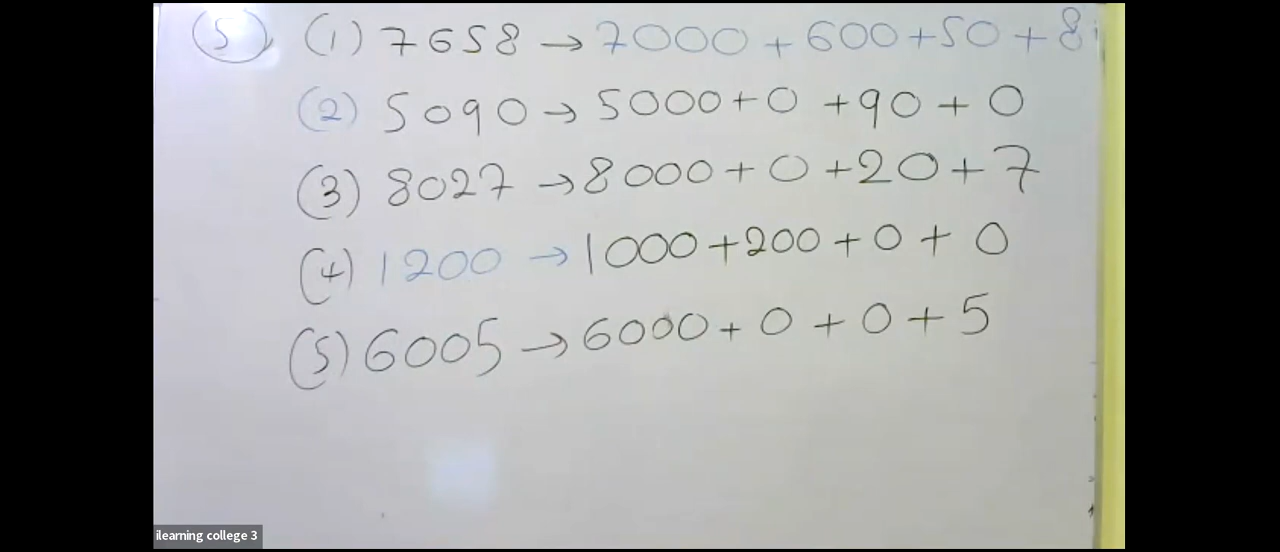 (5), (1) 7658 → 7000 + 600 + 50 + 8
(2) 5090 → 5000 + 0 + 90 + 0
(3) 8027 → 8000 + 0 + 20 + 7
(4) 1200 → 1000 + 200 + 0 + 0
(5) 6005 → 6000 + 0 + 0 + 5
ilearning college 3